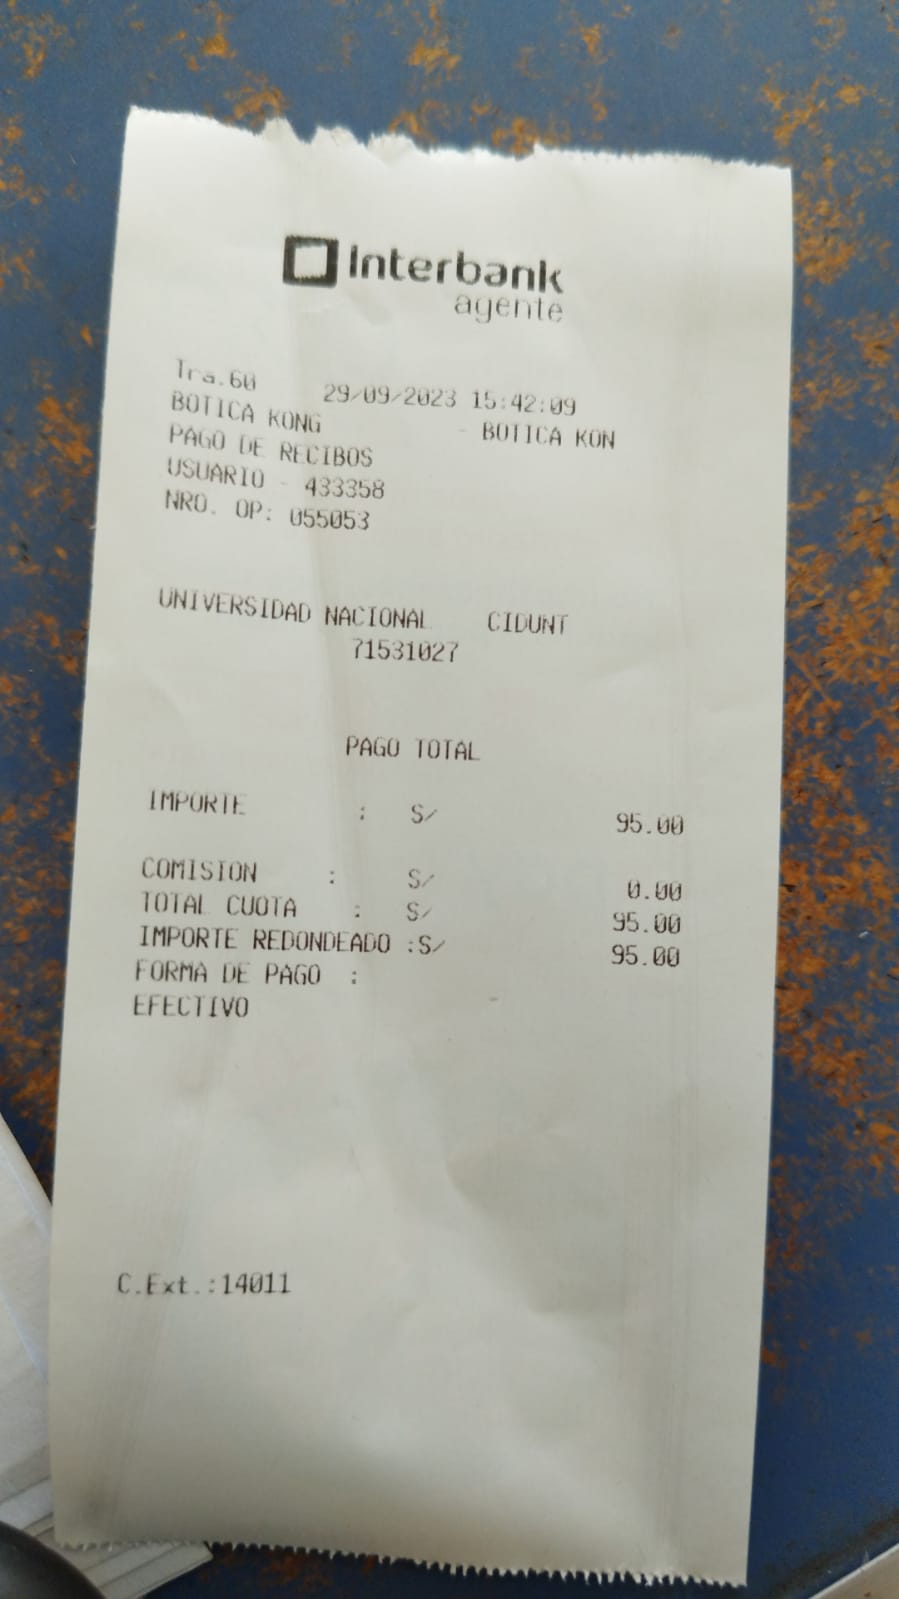 Interbank
agente
Tra.60 29/09/2023 15:42:09
BOTICA KONG - BOTICA KON
PAGO DE RECIBOS
USUARIO - 433358
NRO. OP: 055053
UNIVERSIDAD NACIONAL CIDUNT
71531027
PAGO TOTAL
IMPORTE : S/ 95.00
COMISION : S/ 0.00
TOTAL CUOTA : S/ 95.00
IMPORTE REDONDEADO :S/ 95.00
FORMA DE PAGO :
EFECTIVO
C.Ext.:14011